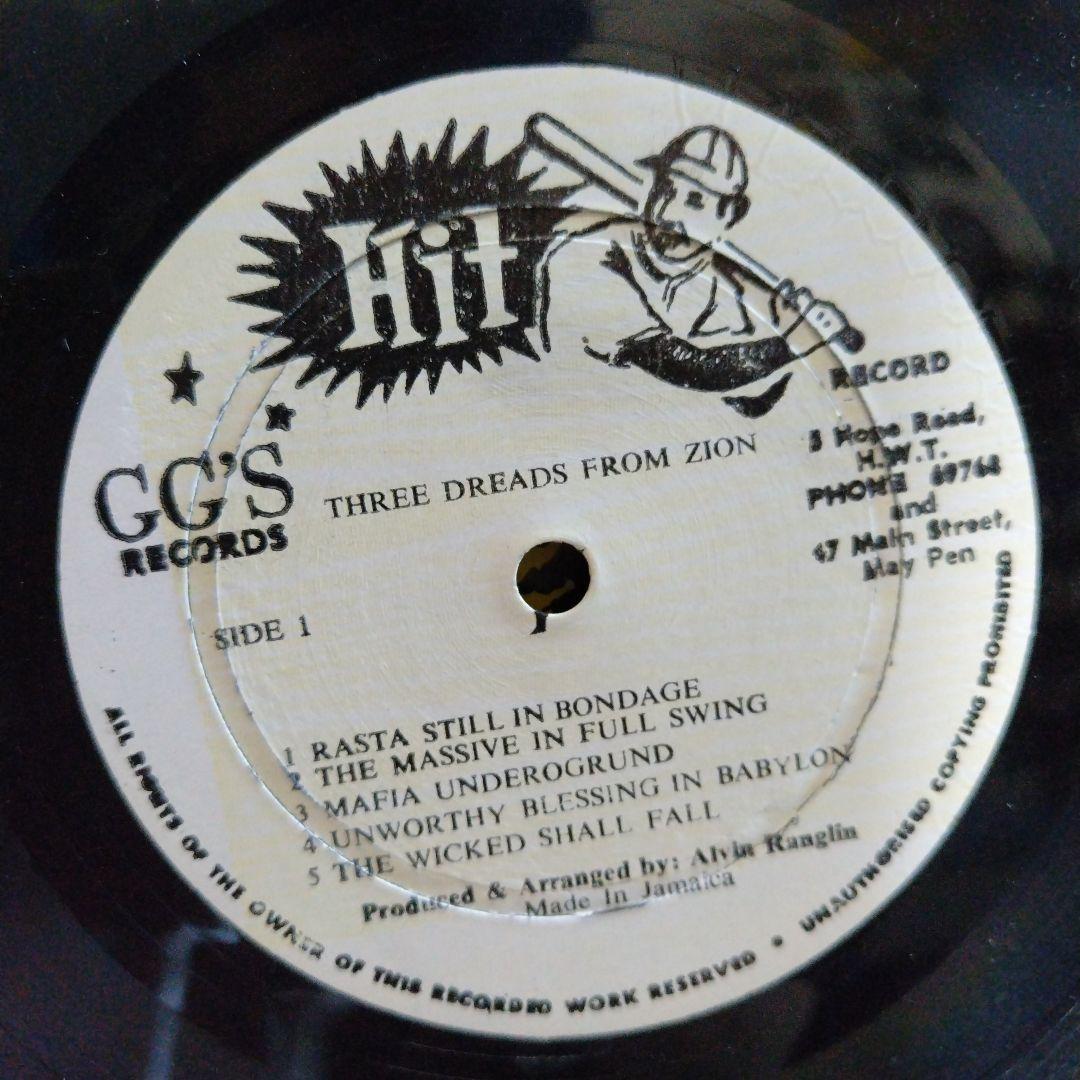 Hit
RECORD
GG'S
RECORDS
THREE DREADS FROM ZION
5 Hope Road,
H.W.T.
PHONE 69768
and
47 Main Street,
May Pen
SIDE 1
1 RASTA STILL IN BONDAGE
2 THE MASSIVE IN FULL SWING
3 MAFIA UNDEROGRUND
4 UNWORTHY BLESSING IN BABYLON
5 THE WICKED SHALL FALL
Produced & Arranged by: Alvin Ranglin
Made In Jamaica
ALL RIGHTS OF THE OWNER OF THIS RECORDED WORK RESERVED • UNAUTHORISED COPYING PROHIBITED